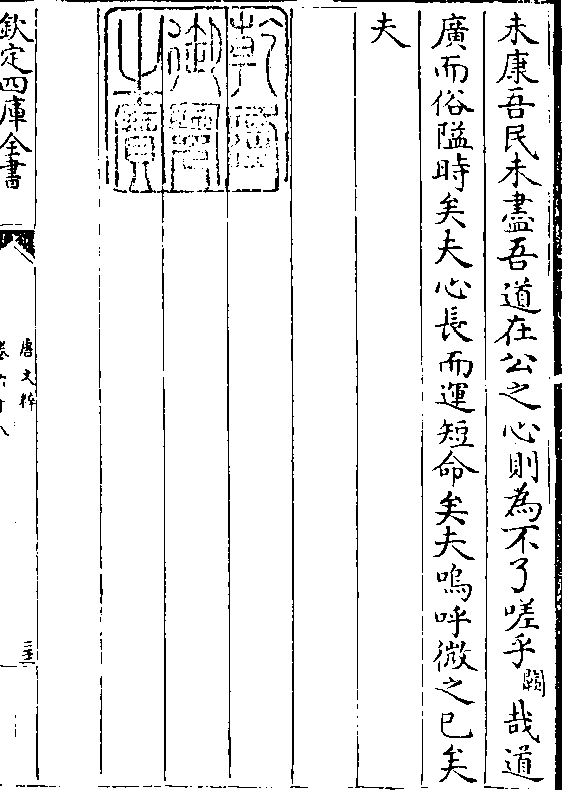 未康吾民未盡吾道在公之心則為不了嗟乎闕哉道
廣而俗隘時矣夫心長而運短命矣夫嗚呼微之已矣
夫
乾隆御覽之寶
欽定四庫全書
唐文粹
卷六十八